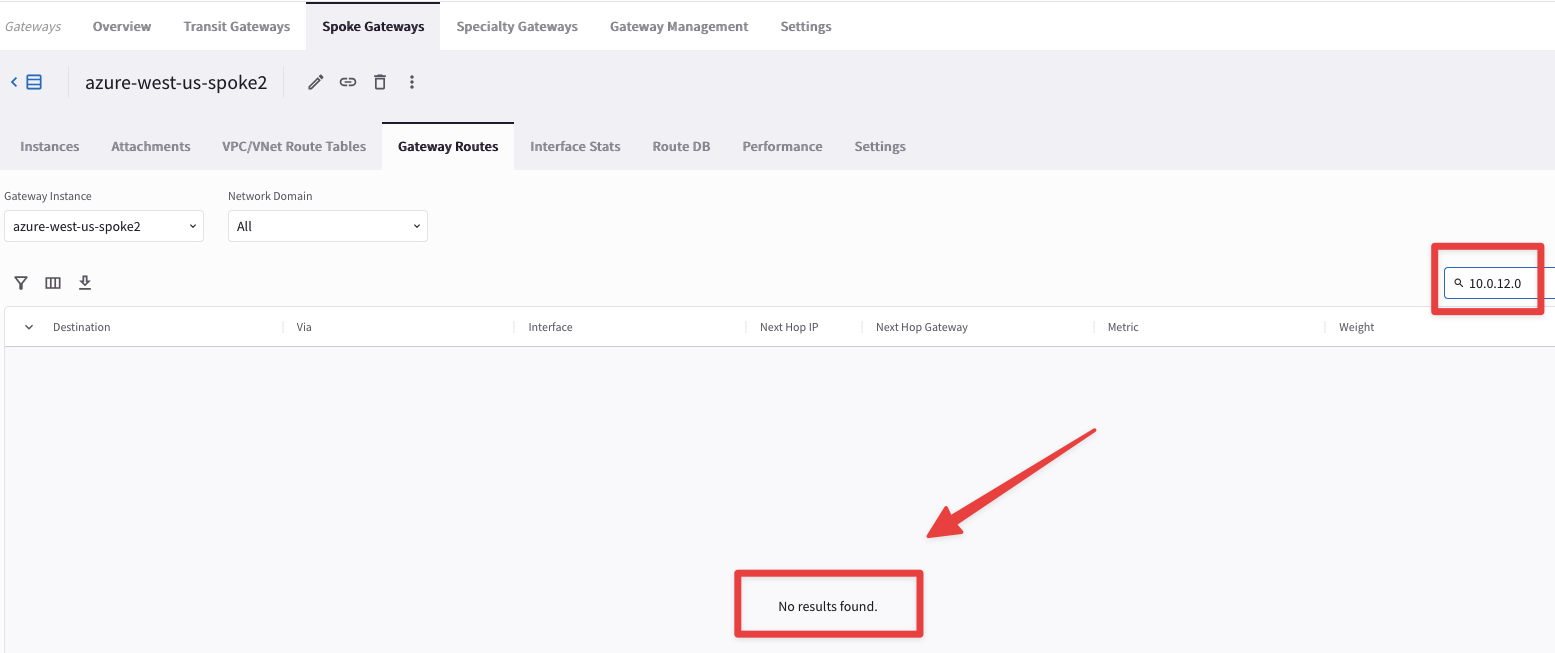 Gateways Overview Transit Gateways Spoke Gateways Specialty Gateways Gateway Management Settings
azure-west-us-spoke2
Instances Attachments VPC/VNet Route Tables Gateway Routes Interface Stats Route DB Performance Settings
Gateway Instance Network Domain
azure-west-us-spoke2 All
10.0.12.0
Destination Via Interface Next Hop IP Next Hop Gateway Metric Weight
No results found.